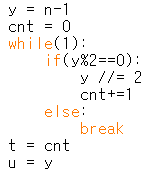 y = n-1
cnt = 0
while(1):
    if(y%2==0):
        y //= 2
        cnt+=1
    else:
        break
t = cnt
u = y